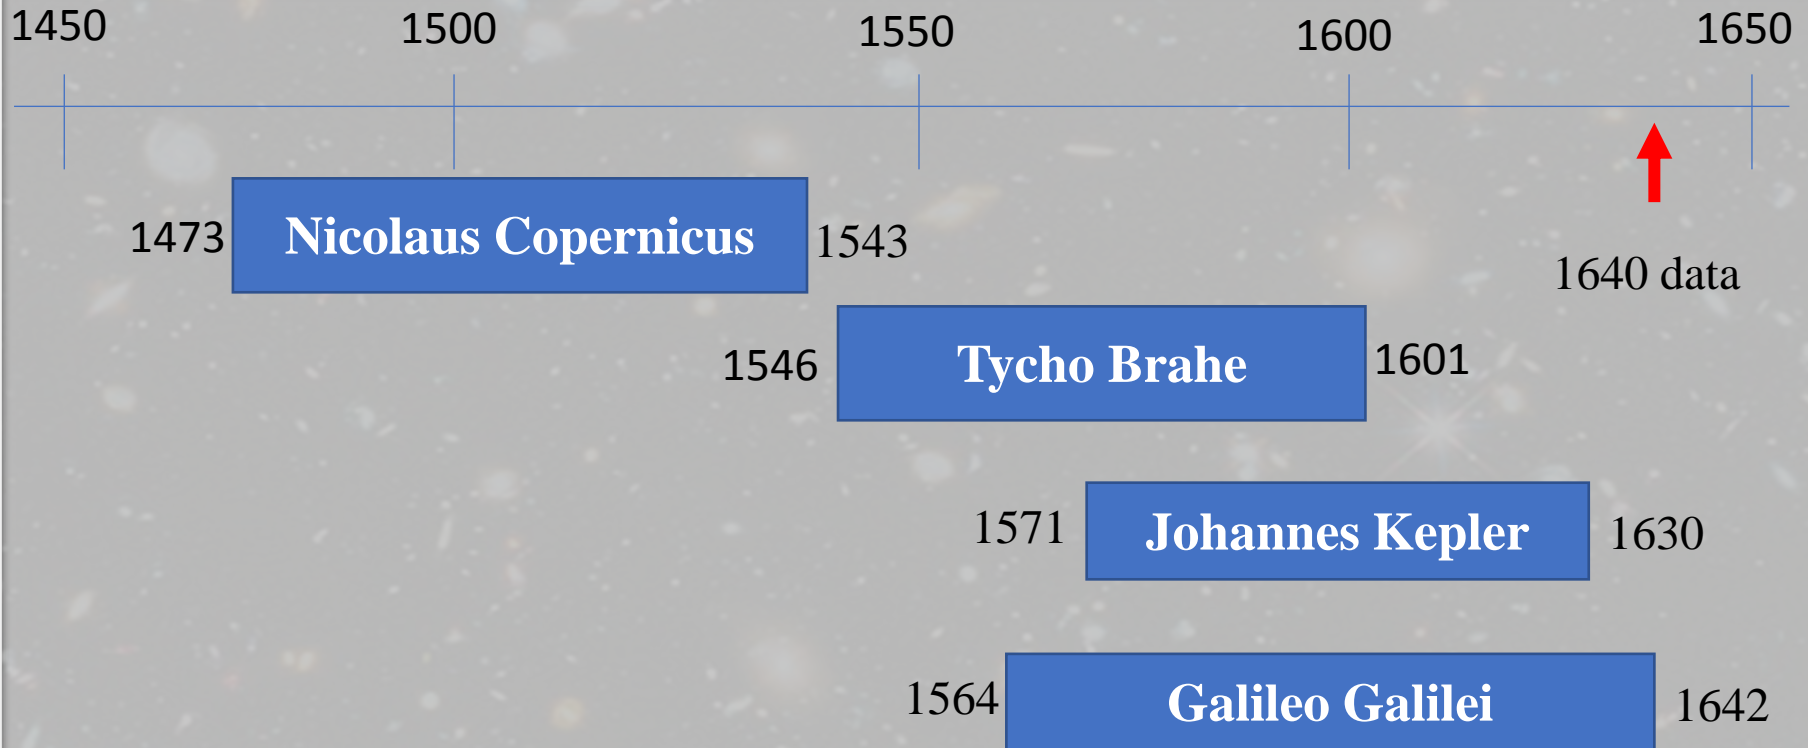 1450 1500 1550 1600 1650
1473 Nicolaus Copernicus 1543
1640 data
1546 Tycho Brahe 1601
1571 Johannes Kepler 1630
1564 Galileo Galilei 1642